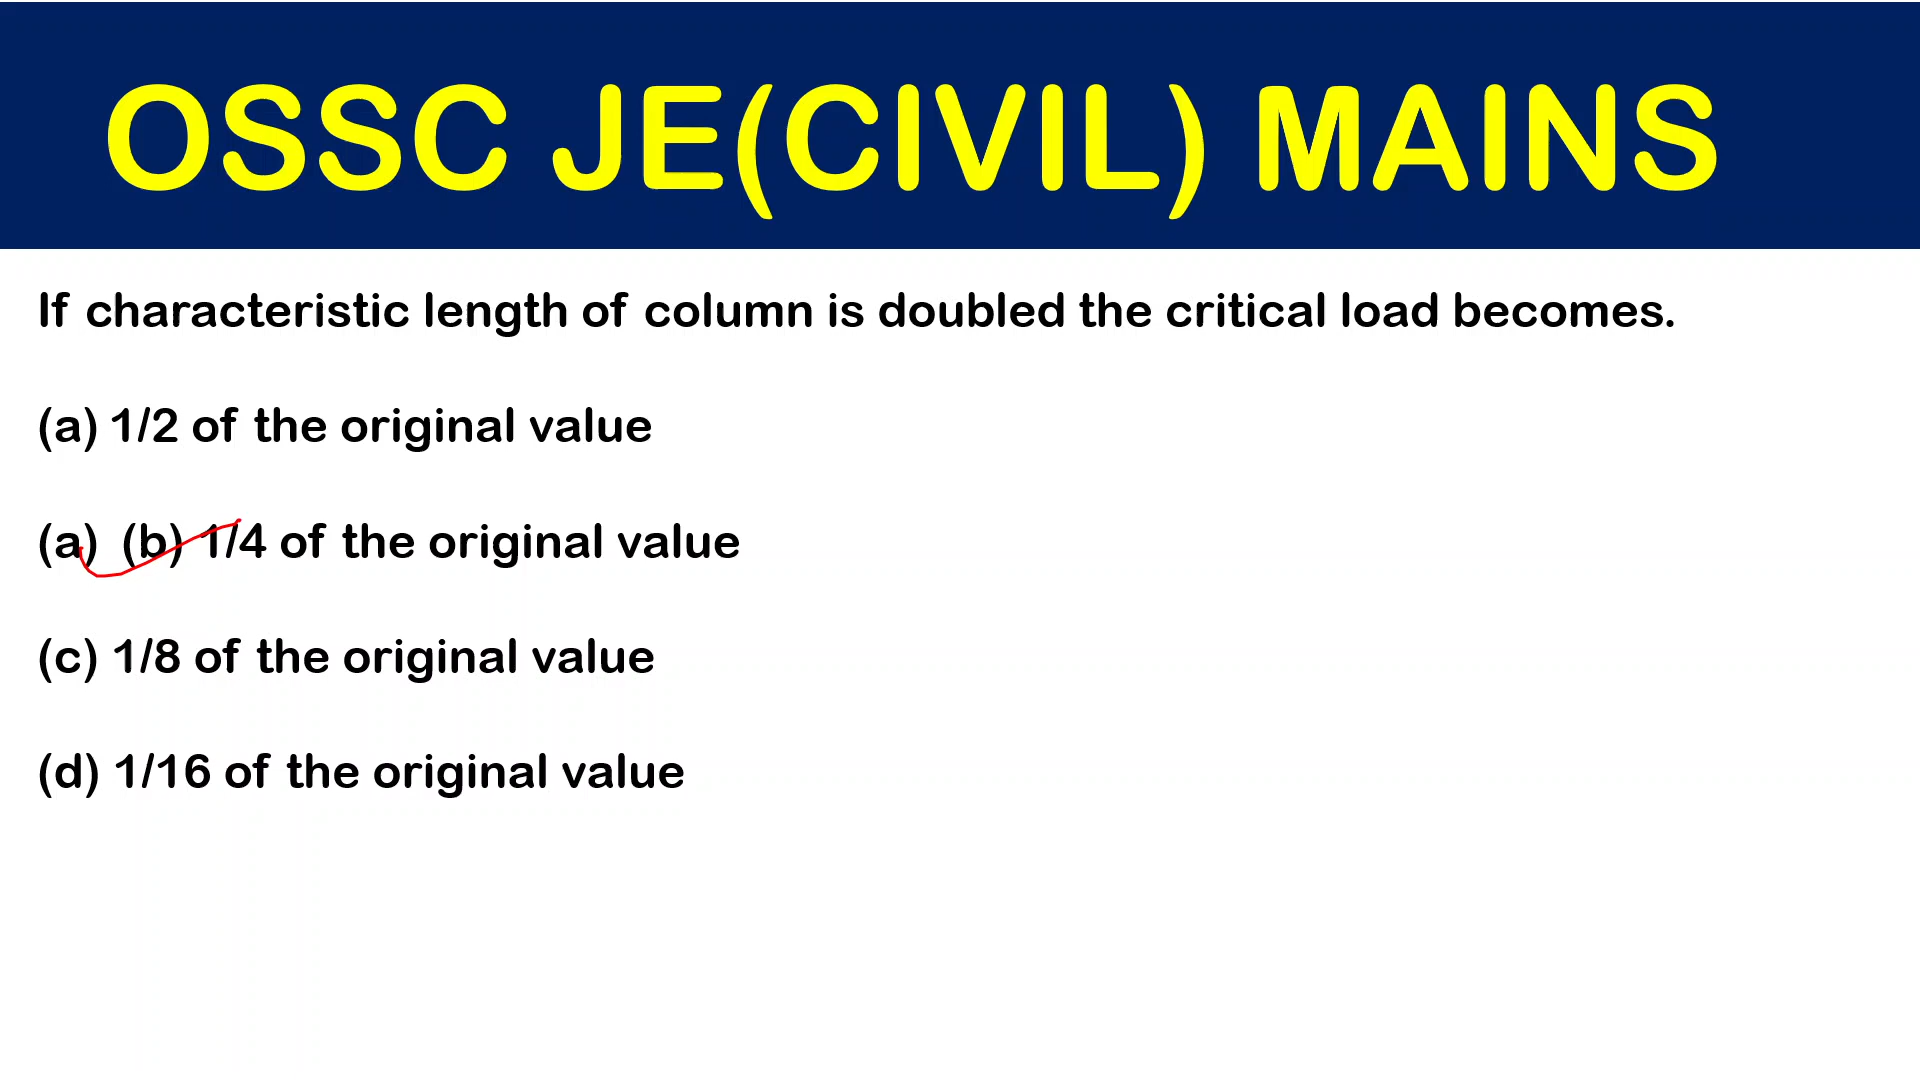 OSSC JE(CIVIL) MAINS
If characteristic length of column is doubled the critical load becomes.
(a) 1/2 of the original value
(a) (b) 1/4 of the original value
(c) 1/8 of the original value
(d) 1/16 of the original value